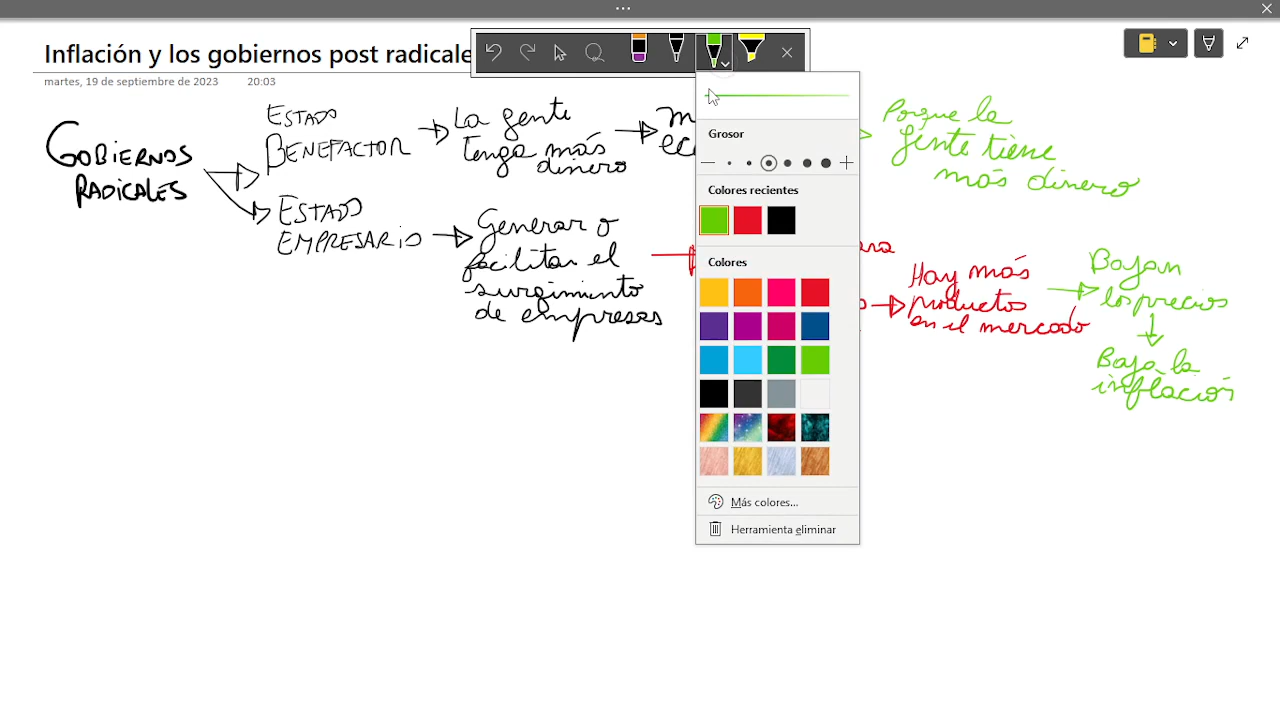 Inflación y los gobiernos post radicale
martes, 19 de septiembre de 2023 20:03
GOBIERNOS
RADICALES
ESTADO
BENEFACTOR
La gente
tenga más
dinero
Porque la
gente tiene
más dinero
ESTADO
EMPRESARIO
Generar o
facilitar el
surgimiento
de empresas
Hay más
productos
en el mercado
Bajan
los precios
Baja la
inflación
Grosor
Colores recientes
Colores
Más colores...
Herramienta eliminar